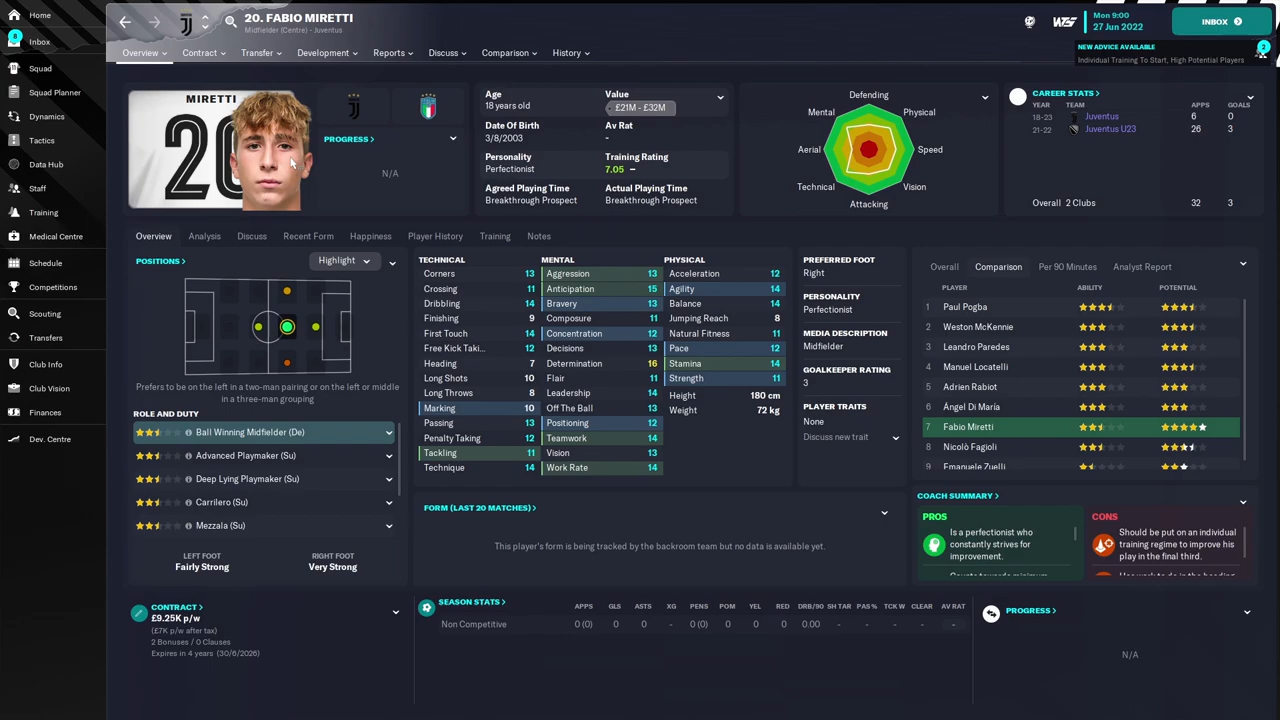 Home
8
Inbox
Squad
Squad Planner
Dynamics
Tactics
Data Hub
Staff
Training
Medical Centre
Schedule
Competitions
Scouting
Transfers
Club Info
Club Vision
Finances
Dev. Centre
20. FABIO MIRETTI
Midfielder (Centre) - Juventus
Mon 9:00
27 Jun 2022
INBOX
NEW ADVICE AVAILABLE
Individual Training To Start, High Potential Players
2
Overview
Contract
Transfer
Development
Reports
Discuss
Comparison
History
MIRETTI
20
PROGRESS >
N/A
Age
18 years old
Date Of Birth
3/8/2003
Personality
Perfectionist
Agreed Playing Time
Breakthrough Prospect
Value
£21M - £32M
Av Rat
-
Training Rating
7.05 –
Actual Playing Time
Breakthrough Prospect
Defending
Mental
Physical
Aerial
Speed
Technical
Vision
Attacking
CAREER STATS >
YEAR TEAM APPS GOALS
18-23 Juventus 6 0
21-22 Juventus U23 26 3
Overall 2 Clubs 32 3
Overview
Analysis
Discuss
Recent Form
Happiness
Player History
Training
Notes
POSITIONS >
Highlight
Prefers to be on the left in a two-man pairing or on the left or middle
in a three-man grouping
ROLE AND DUTY
Ball Winning Midfielder (De)
Advanced Playmaker (Su)
Deep Lying Playmaker (Su)
Carrilero (Su)
Mezzala (Su)
LEFT FOOT
Fairly Strong
RIGHT FOOT
Very Strong
TECHNICAL
Corners 13
Crossing 11
Dribbling 14
Finishing 9
First Touch 14
Free Kick Taki... 12
Heading 7
Long Shots 10
Long Throws 8
Marking 10
Passing 13
Penalty Taking 12
Tackling 11
Technique 14
MENTAL
Aggression 13
Anticipation 15
Bravery 13
Composure 11
Concentration 12
Decisions 13
Determination 16
Flair 11
Leadership 14
Off The Ball 13
Positioning 12
Teamwork 14
Vision 13
Work Rate 14
PHYSICAL
Acceleration 12
Agility 14
Balance 14
Jumping Reach 8
Natural Fitness 11
Pace 12
Stamina 14
Strength 11
Height 180 cm
Weight 72 kg
PREFERRED FOOT
Right
PERSONALITY
Perfectionist
MEDIA DESCRIPTION
Midfielder
GOALKEEPER RATING
3
PLAYER TRAITS
None
Discuss new trait
Overall
Comparison
Per 90 Minutes
Analyst Report
PLAYER ABILITY POTENTIAL
1 Paul Pogba
2 Weston McKennie
3 Leandro Paredes
4 Manuel Locatelli
5 Adrien Rabiot
6 Ángel Di María
7 Fabio Miretti
8 Nicolò Fagioli
9 Emanuele Zuelli
FORM (LAST 20 MATCHES) >
This player's form is being tracked by the backroom team but no data is available yet.
COACH SUMMARY >
PROS
Is a perfectionist who
constantly strives for
improvement.
Counts towards minimum
CONS
Should be put on an individual
training regime to improve his
play in the final third.
Has work to do in the heading
CONTRACT >
£9.25K p/w
(£7K p/w after tax)
2 Bonuses / 0 Clauses
Expires in 4 years (30/6/2026)
SEASON STATS >
APPS GLS ASTS XG PENS POM YEL RED DRB/90 SH TAR PAS % TCK W CLEAR AV RAT
Non Competitive 0 (0) 0 0 - 0 (0) 0 0 0 0.00 - - - - -
PROGRESS >
N/A